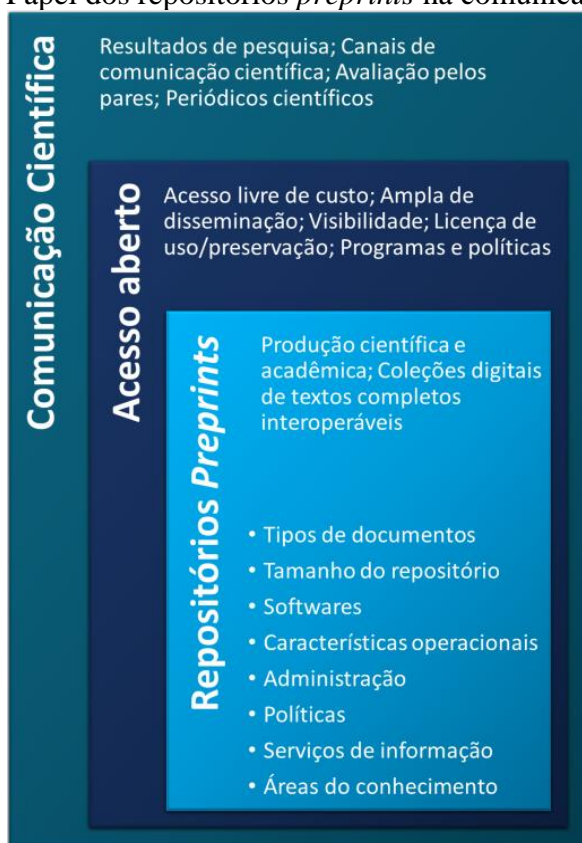 Papel dos repositórios preprints na comunica
Comunicação Científica
Resultados de pesquisa; Canais de
comunicação científica; Avaliação pelos
pares; Periódicos científicos
Acesso aberto
Acesso livre de custo; Ampla de
disseminação; Visibilidade; Licença de
uso/preservação; Programas e políticas
Repositórios Preprints
Produção científica e
acadêmica; Coleções digitais
de textos completos
interoperáveis
• Tipos de documentos
• Tamanho do repositório
• Softwares
• Características operacionais
• Administração
• Políticas
• Serviços de informação
• Áreas do conhecimento